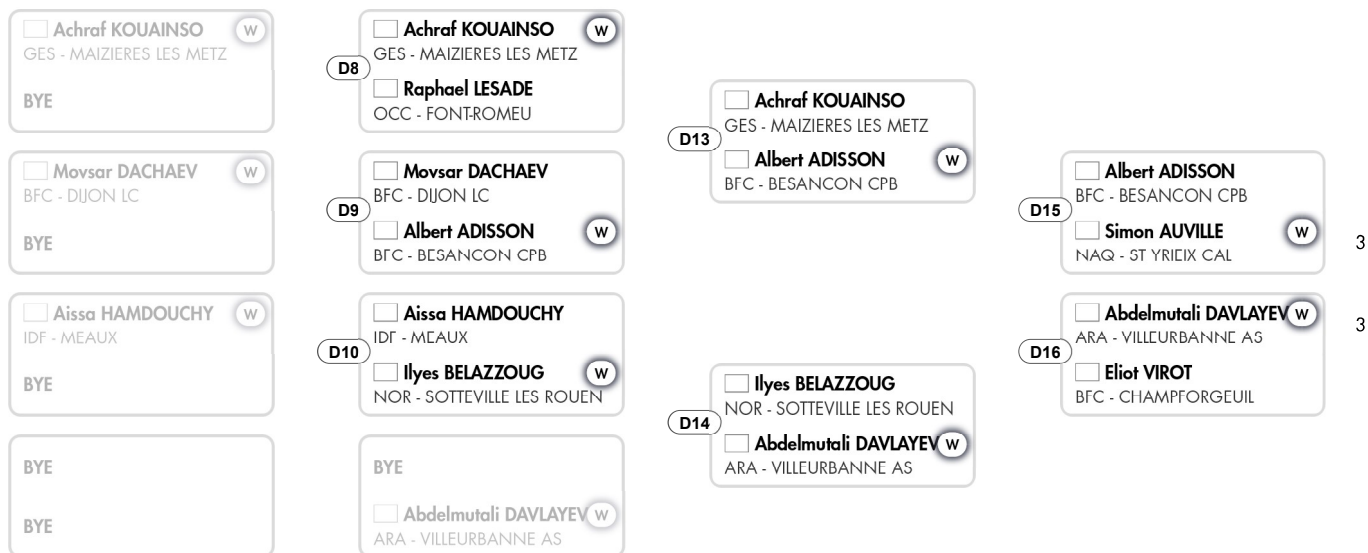 Achraf KOUAINSO W
GES - MAIZIERES LES METZ
BYE
Movsar DACHAEV W
BFC - DIJON LC
BYE
Aissa HAMDOUCHY W
IDF - MEAUX
BYE
BYE
BYE
D8
Achraf KOUAINSO W
GES - MAIZIERES LES METZ
Raphael LESADE
OCC - FONT-ROMEU
D9
Movsar DACHAEV
BFC - DIJON LC
Albert ADISSON W
BFC - BESANCON CPB
D10
Aissa HAMDOUCHY
IDF - MEAUX
Ilyes BELAZZOUG W
NOR - SOTTEVILLE LES ROUEN
BYE
Abdelmutali DAVLAYEV W
ARA - VILLEURBANNE AS
D13
Achraf KOUAINSO
GES - MAIZIERES LES METZ
Albert ADISSON W
BFC - BESANCON CPB
D14
Ilyes BELAZZOUG
NOR - SOTTEVILLE LES ROUEN
Abdelmutali DAVLAYEV W
ARA - VILLEURBANNE AS
D15
Albert ADISSON
BFC - BESANCON CPB
Simon AUVILLE W
NAQ - ST YRIEIX CAL
3
D16
Abdelmutali DAVLAYEV W
ARA - VILLEURBANNE AS
Eliot VIROT
BFC - CHAMPFORGEUIL
3